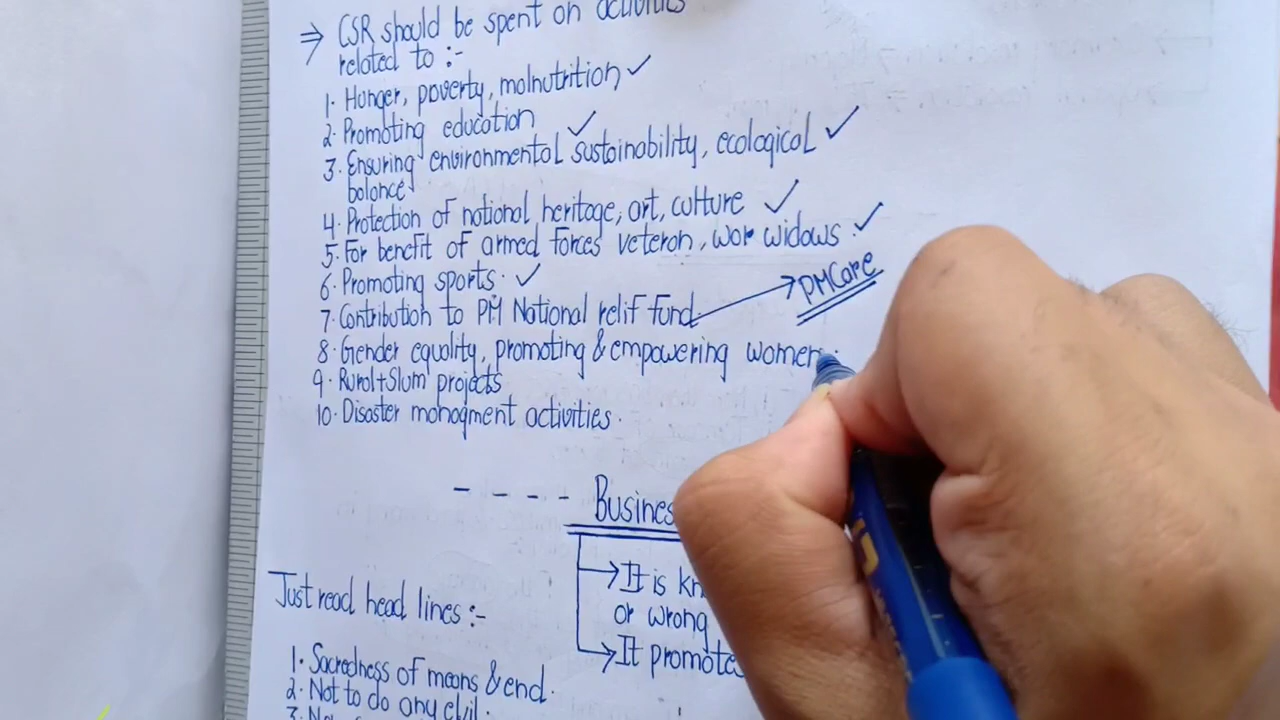 ⇒ CSR should be spent on activities
related to :-
1. Hunger, poverty, malnutrition ✓
2. Promoting education ✓
3. Ensuring environmental sustainability, ecological ✓
balance
4. Protection of national heritage, art, culture ✓
5. For benefit of armed forces veteran, war widows. ✓
6. Promoting sports. ✓
7. Contribution to PM National relif fund → PMCare
8. Gender equality, promoting & empowering women
9. Rural+Slum projects
10. Disaster managment activities.
- - - - Busines
→ It is
or wrong
→ It promote
Just read head lines :-
1. Sacredness of means & end.
2. Not to do any evil.
3.